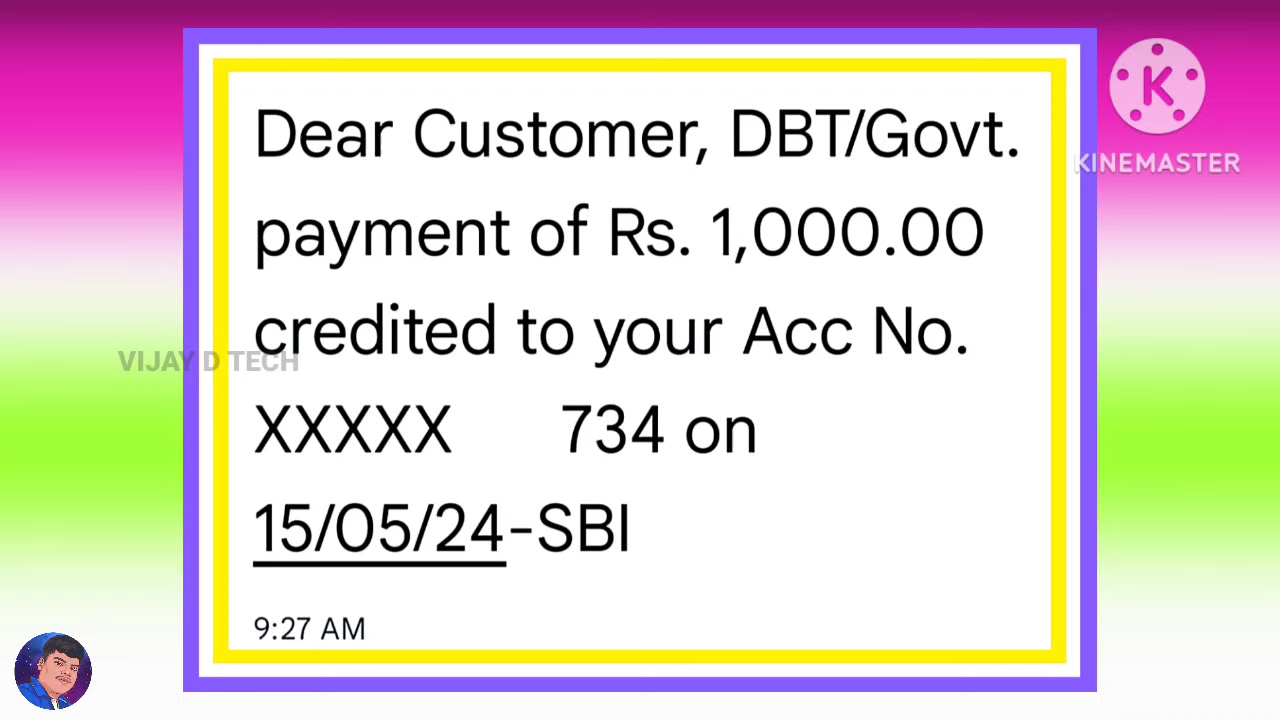 Dear Customer, DBT/Govt.
payment of Rs. 1,000.00
credited to your Acc No.
XXXXX 734 on
15/05/24-SBI
9:27 AM
VIJAY D TECH
K
KINEMASTER